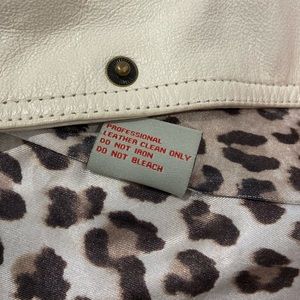 PROFESSIONAL
LEATHER CLEAN ONLY
DO NOT IRON
DO NOT BLEACH